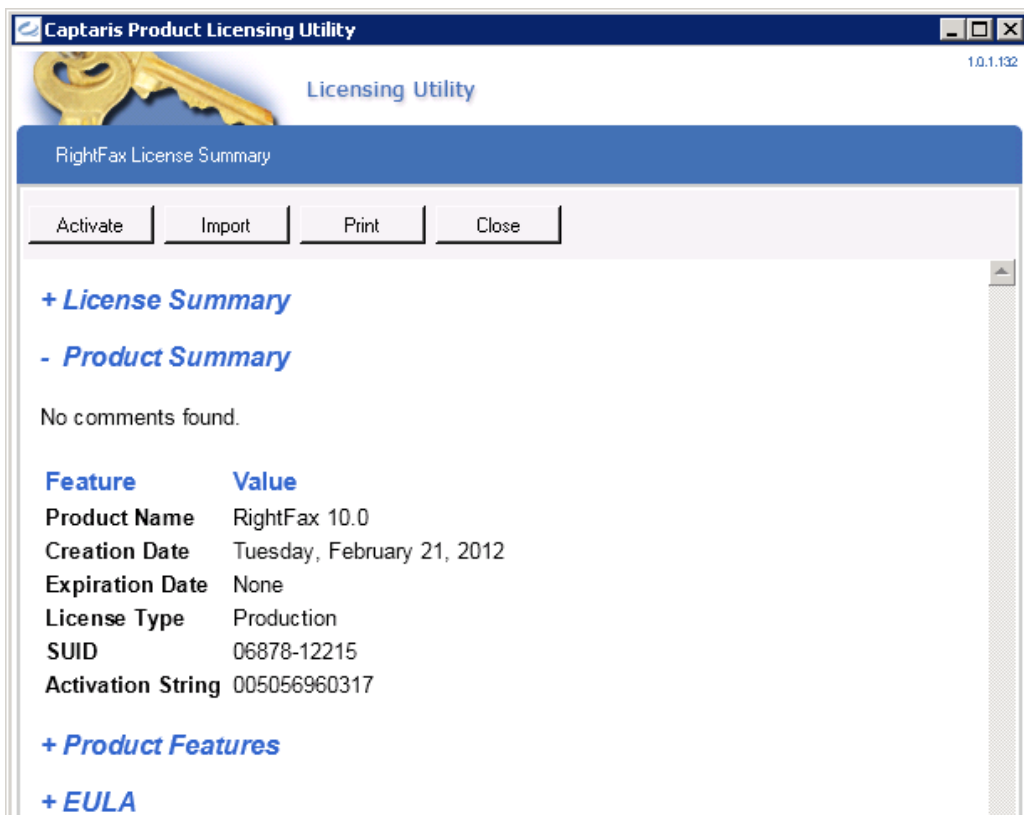 Captaris Product Licensing Utility
1.0.1.132
Licensing Utility
RightFax License Summary
Activate Import Print Close
+ License Summary
- Product Summary
No comments found.
Feature Value
Product Name RightFax 10.0
Creation Date Tuesday, February 21, 2012
Expiration Date None
License Type Production
SUID 06878-12215
Activation String 005056960317
+ Product Features
+ EULA